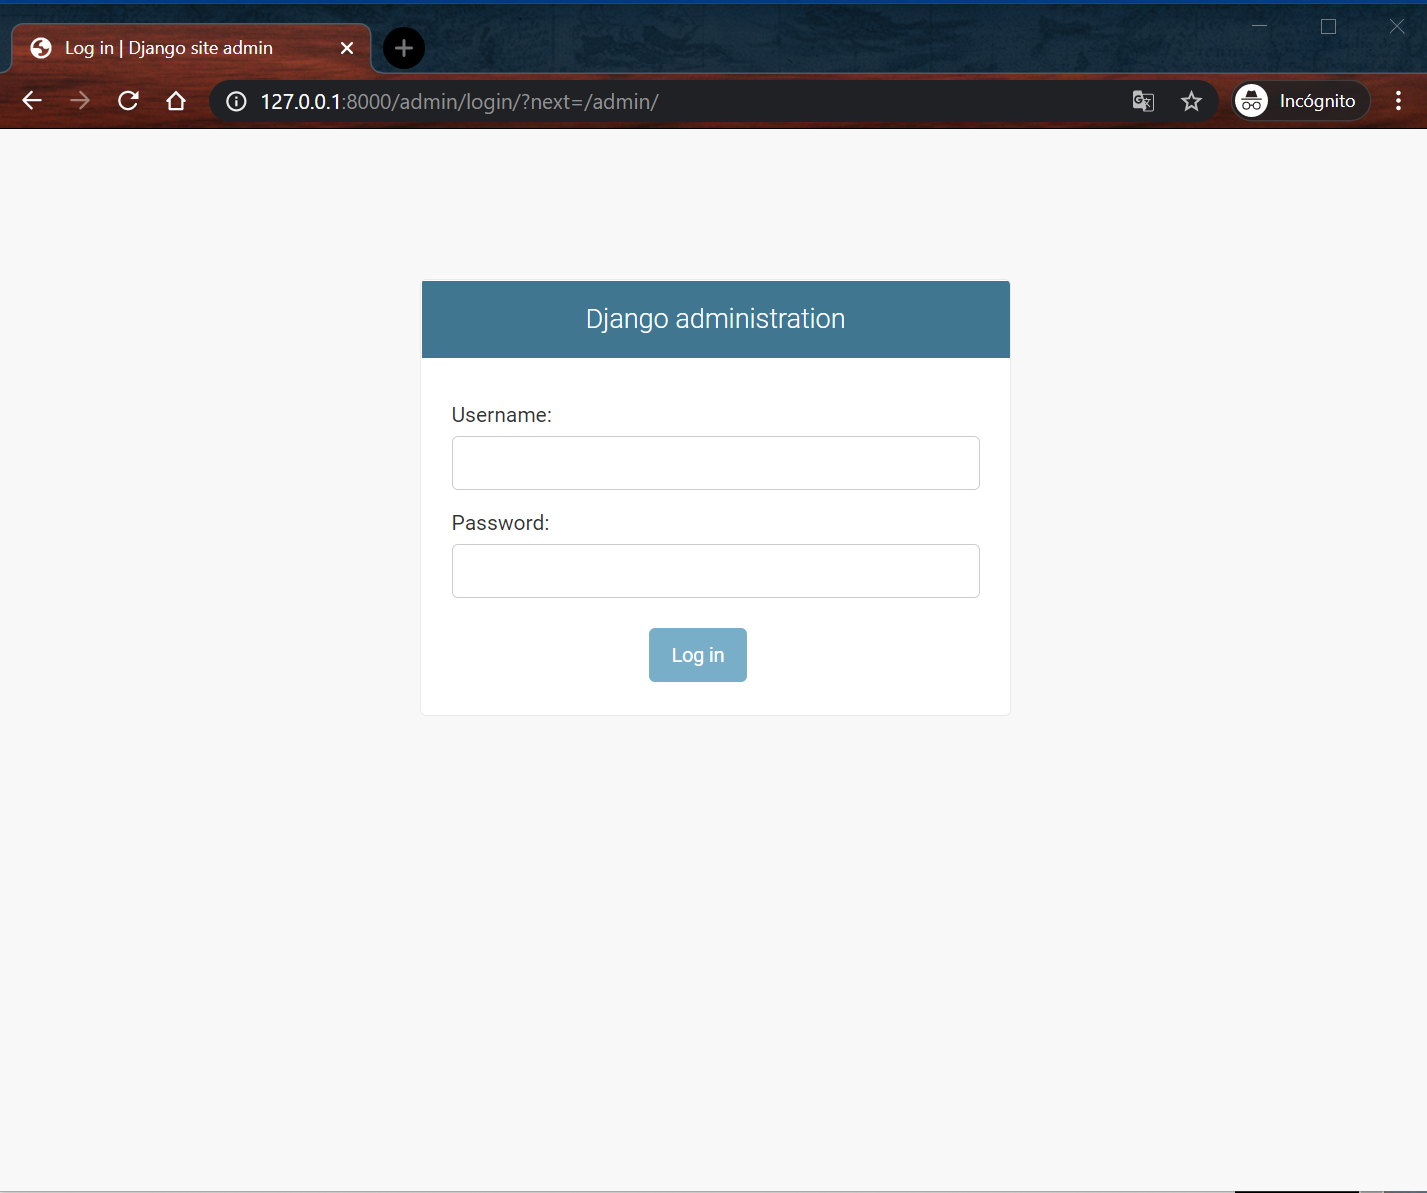 Log in | Django site admin
127.0.0.1:8000/admin/login/?next=/admin/
Incógnito
Django administration
Username:
Password:
Log in